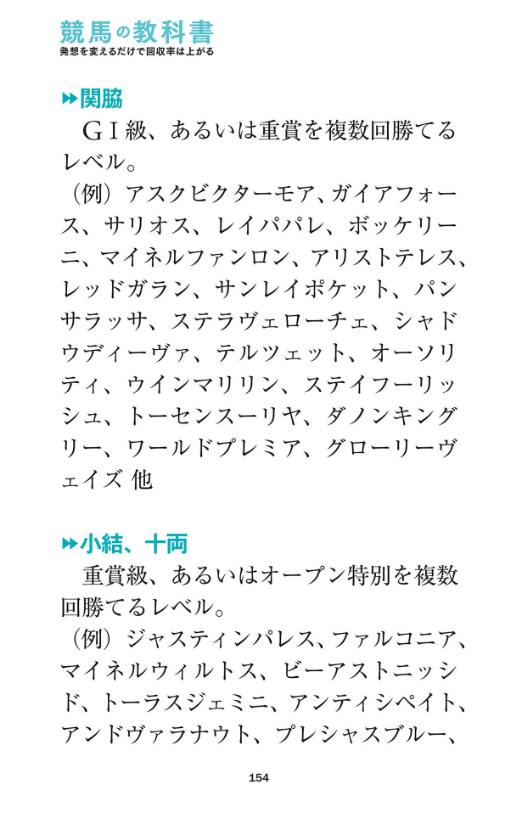 競馬の教科書
発想を変えるだけで回収率は上がる
▶▶関脇
　ＧⅠ級、あるいは重賞を複数回勝てる
レベル。
（例）アスクビクターモア、ガイアフォー
ス、サリオス、レイパパレ、ボッケリー
ニ、マイネルファンロン、アリストテレス、
レッドガラン、サンレイポケット、パン
サラッサ、ステラヴェローチェ、シャド
ウディーヴァ、テルツェット、オーソリ
ティ、ウインマリリン、ステイフーリッ
シュ、トーセンスーリヤ、ダノンキング
リー、ワールドプレミア、グローリーヴ
ェイズ 他
▶▶小結、十両
　重賞級、あるいはオープン特別を複数
回勝てるレベル。
（例）ジャスティンパレス、ファルコニア、
マイネルウィルトス、ビーアストニッシ
ド、トーラスジェミニ、アンティシペイト、
アンドヴァラナウト、プレシャスブルー、
154